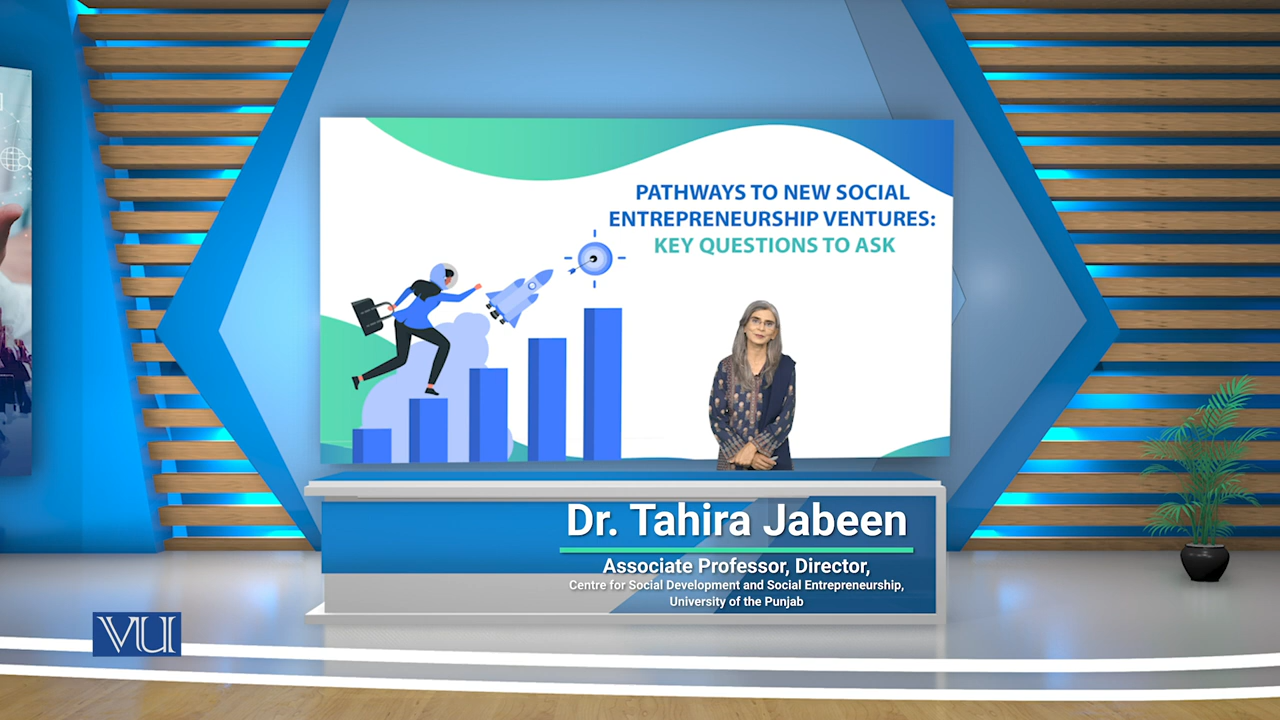 PATHWAYS TO NEW SOCIAL
ENTREPRENEURSHIP VENTURES:
KEY QUESTIONS TO ASK
Dr. Tahira Jabeen
Associate Professor, Director,
Centre for Social Development and Social Entrepreneurship,
University of the Punjab
VU